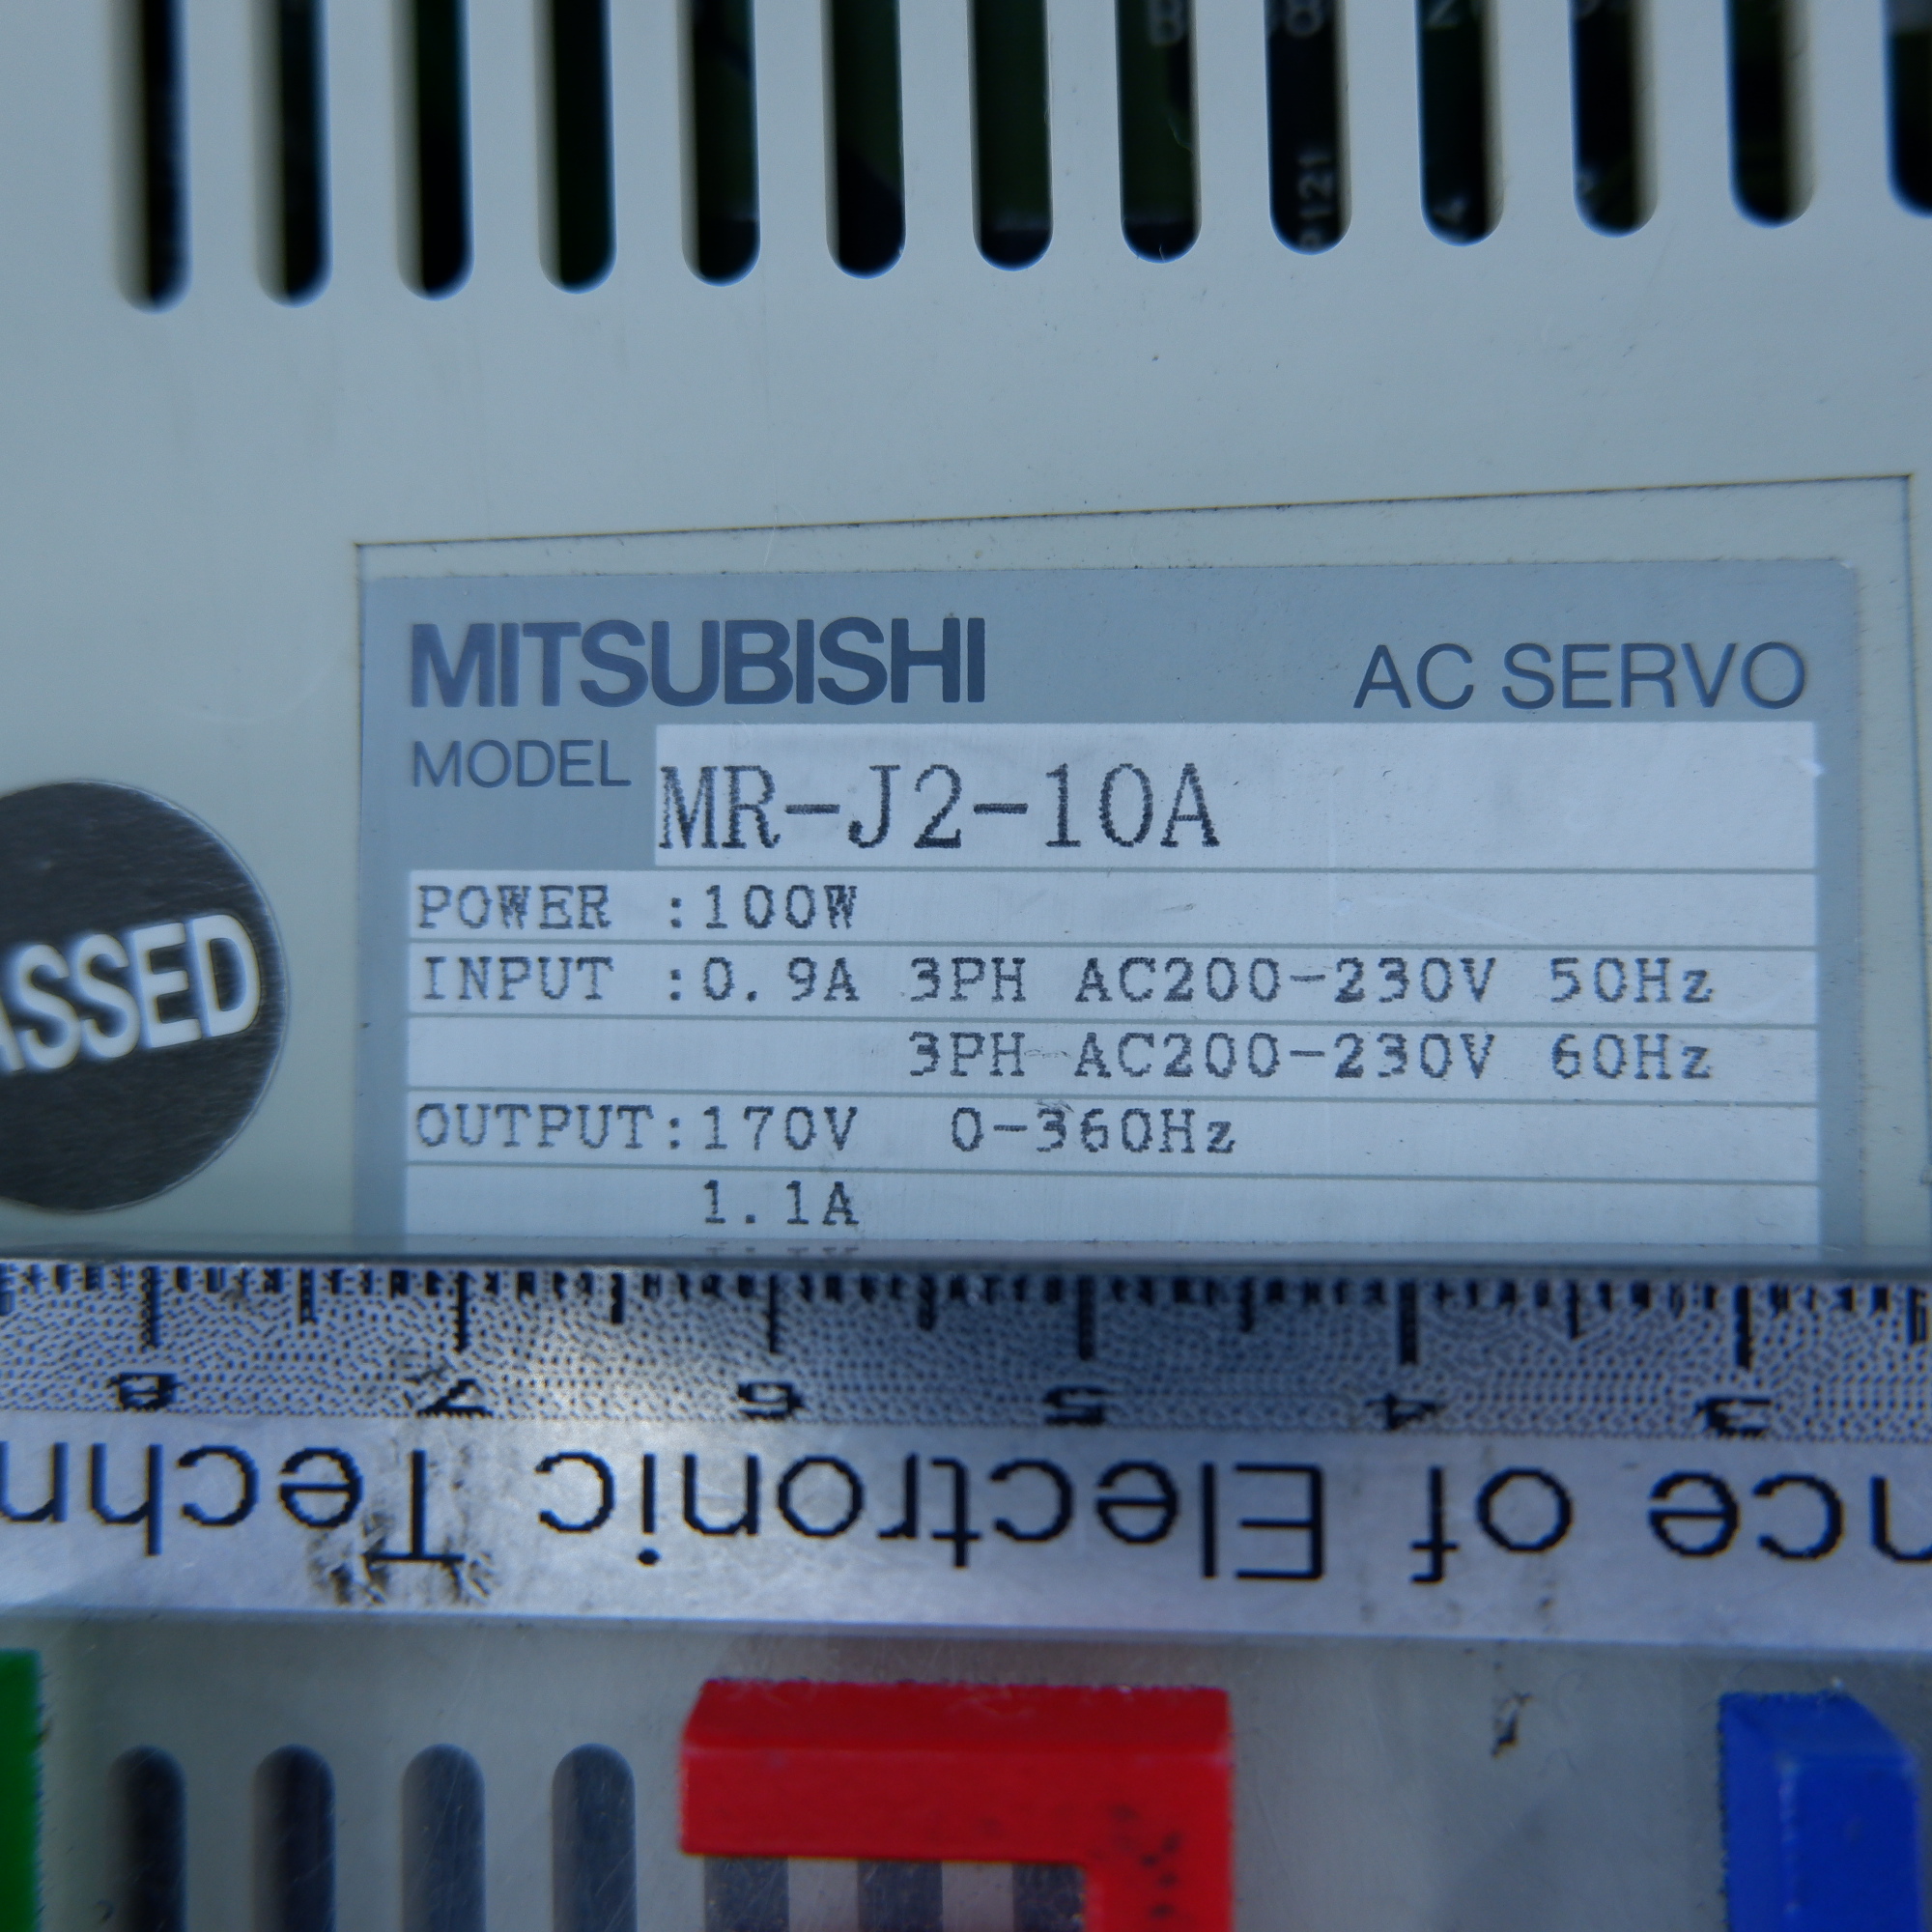 P121
MITSUBISHI
AC SERVO
MODEL MR-J2-10A
POWER :100W
INPUT :0.9A 3PH AC200-230V 50Hz
3PH AC200-230V 60Hz
OUTPUT:170V 0-360Hz
1.1A
ASSED
3 4 5 6 7 8
nce of Electronic Techn